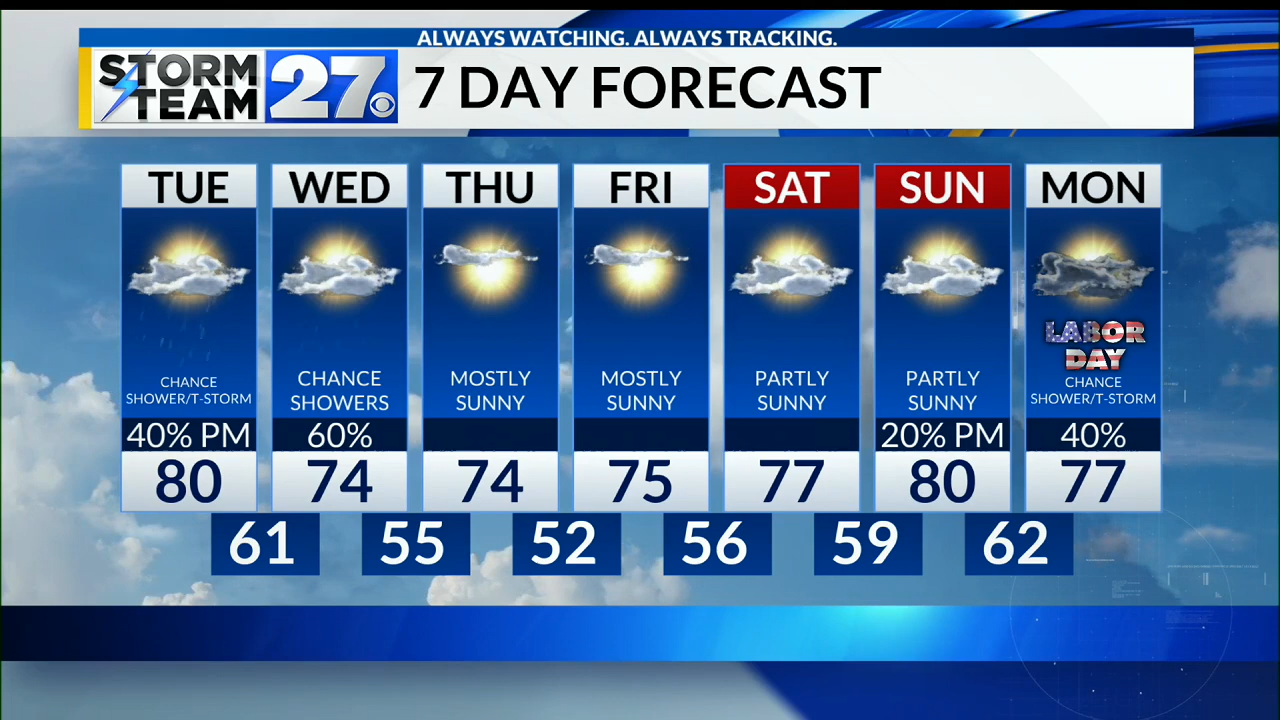 ALWAYS WATCHING. ALWAYS TRACKING.
STORM
TEAM
27
7 DAY FORECAST
TUE
CHANCE
SHOWER/T-STORM
40% PM
80
WED
CHANCE
SHOWERS
60%
74
THU
MOSTLY
SUNNY
74
FRI
MOSTLY
SUNNY
75
SAT
PARTLY
SUNNY
77
SUN
PARTLY
SUNNY
20% PM
80
MON
LABOR
DAY
CHANCE
SHOWER/T-STORM
40%
77
61
55
52
56
59
62